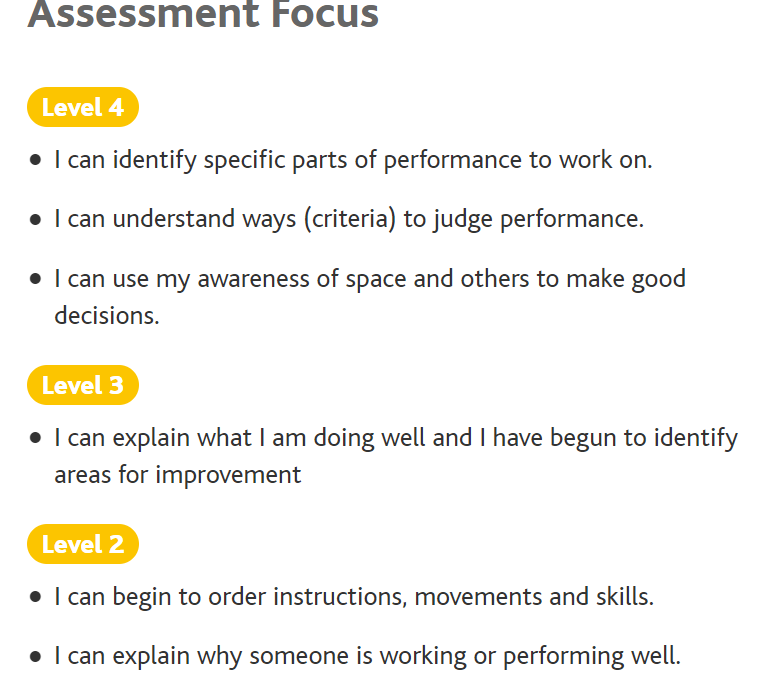 Assessment Focus
Level 4
● I can identify specific parts of performance to work on.
● I can understand ways (criteria) to judge performance.
● I can use my awareness of space and others to make good
decisions.
Level 3
● I can explain what I am doing well and I have begun to identify
areas for improvement
Level 2
● I can begin to order instructions, movements and skills.
● I can explain why someone is working or performing well.